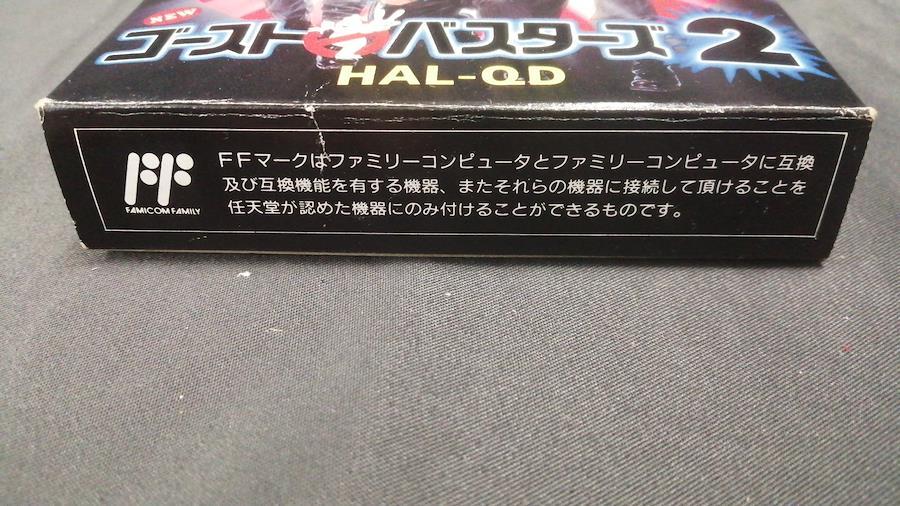 NEW
ゴーストバスターズ2
HAL-QD
FFマークはファミリーコンピュータとファミリーコンピュータに互換
及び互換機能を有する機器、またそれらの機器に接続して頂けることを
任天堂が認めた機器にのみ付けることができるものです。
FF
FAMICOM FAMILY